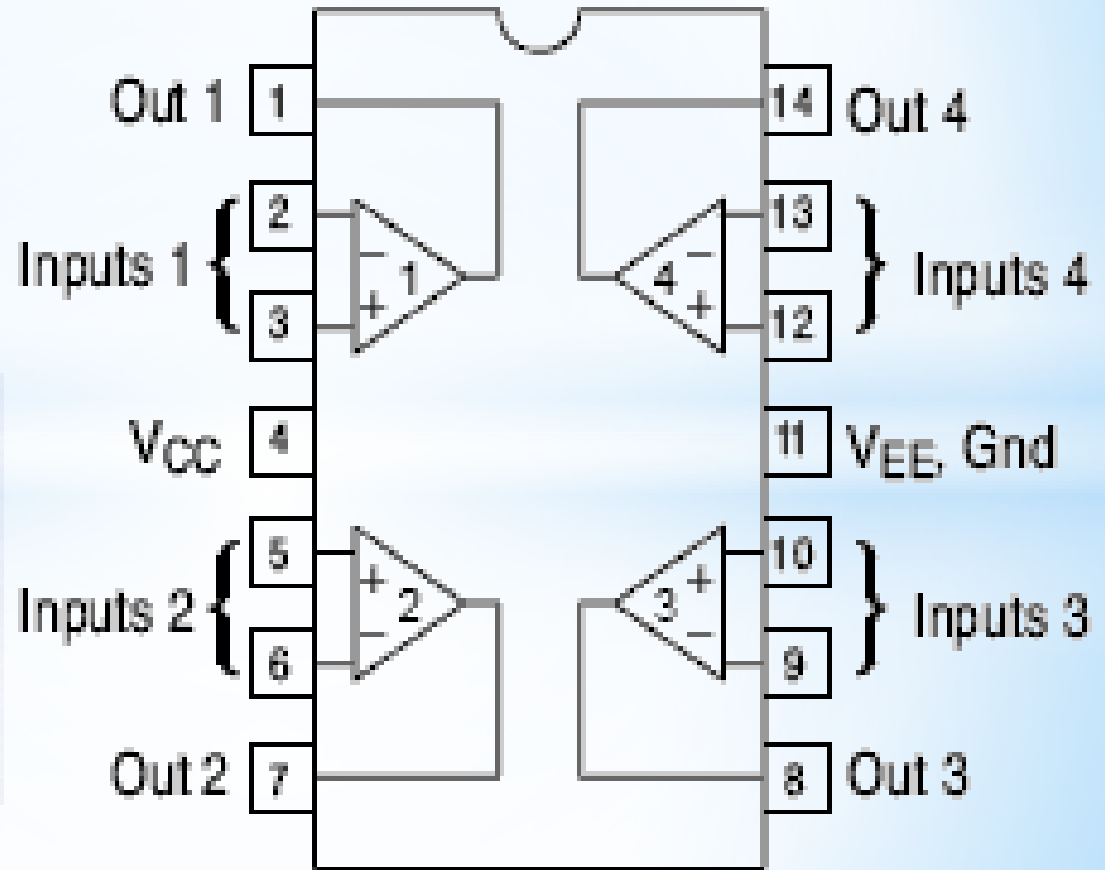 Out 1 1 14 Out 4
2 13
Inputs 1 { − 1 4 − } Inputs 4
3 + + 12
VCC 4 11 VEE, Gnd
5 + + 10
Inputs 2 { 2 3 } Inputs 3
6 − − 9
Out 2 7 8 Out 3